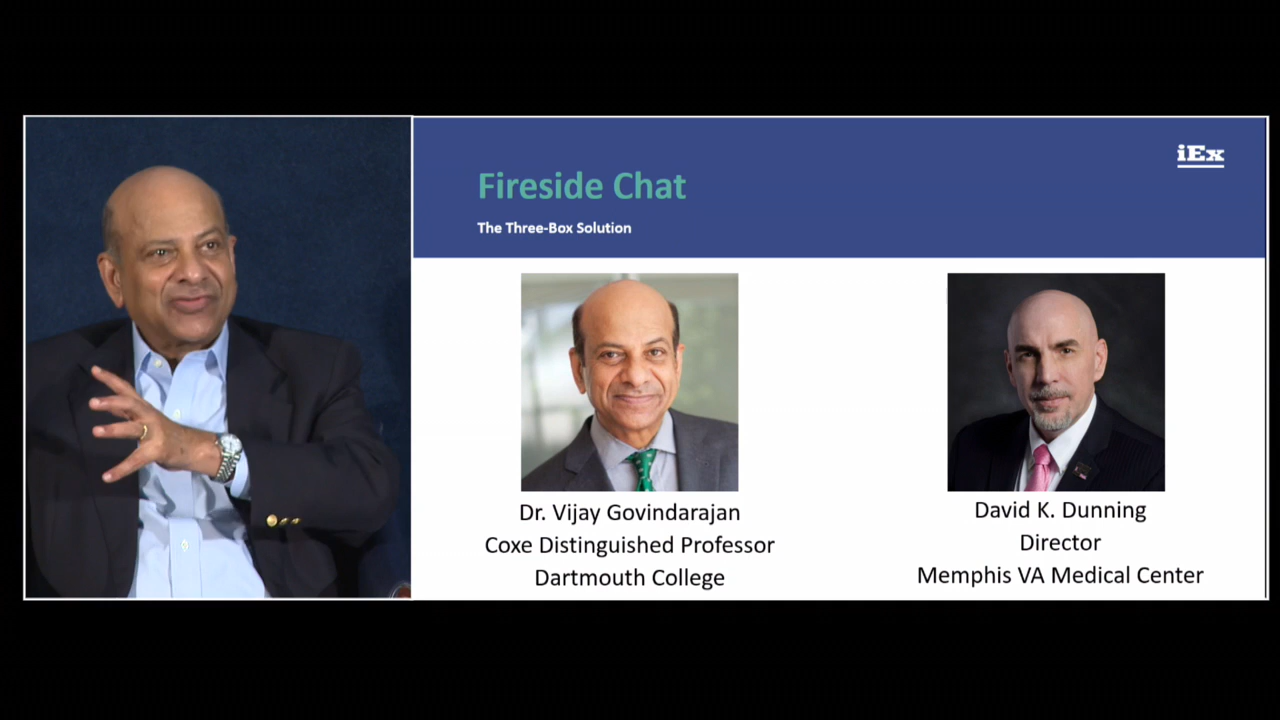 iEx
Fireside Chat
The Three-Box Solution
Dr. Vijay Govindarajan
Coxe Distinguished Professor
Dartmouth College
David K. Dunning
Director
Memphis VA Medical Center